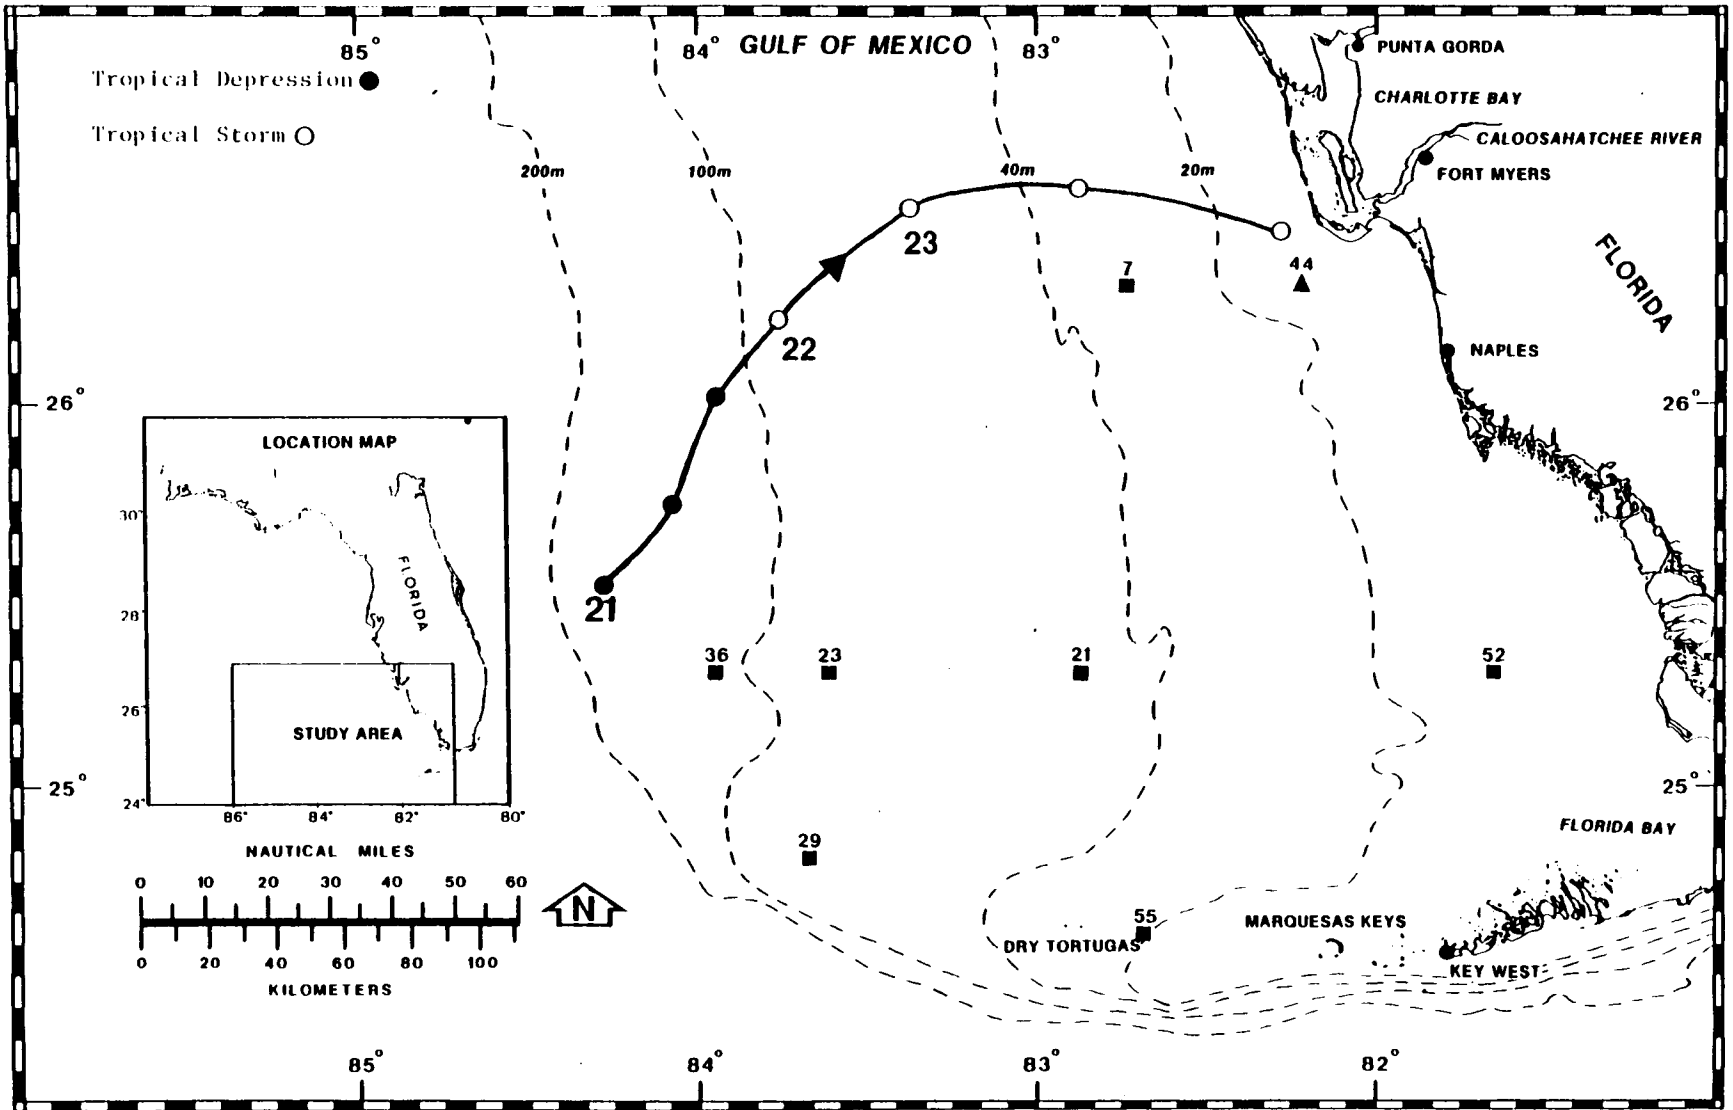 85°
84°
GULF OF MEXICO
83°
PUNTA GORDA
Tropical Depression
CHARLOTTE BAY
Tropical Storm
CALOOSAHATCHEE RIVER
200m
100m
40m
20m
FORT MYERS
23
FLORIDA
7
44
22
NAPLES
26°
26°
LOCATION MAP
30°
FLORIDA
28°
21
36
23
21
52
26°
STUDY AREA
25°
25°
24°
86°
84°
82°
80°
FLORIDA BAY
29
NAUTICAL MILES
0 10 20 30 40 50 60
N
55
MARQUESAS KEYS
DRY TORTUGAS
0 20 40 60 80 100
KEY WEST
KILOMETERS
85°
84°
83°
82°